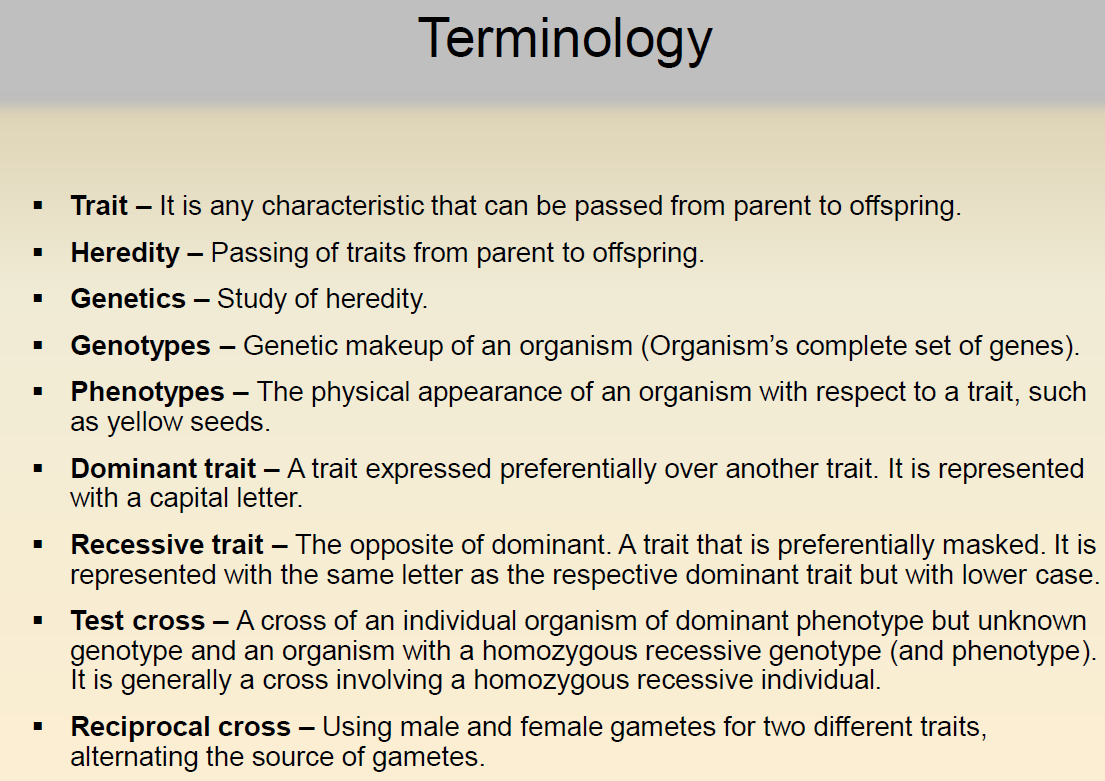 Terminology
▪ Trait – It is any characteristic that can be passed from parent to offspring.
▪ Heredity – Passing of traits from parent to offspring.
▪ Genetics – Study of heredity.
▪ Genotypes – Genetic makeup of an organism (Organism’s complete set of genes).
▪ Phenotypes – The physical appearance of an organism with respect to a trait, such
as yellow seeds.
▪ Dominant trait – A trait expressed preferentially over another trait. It is represented
with a capital letter.
▪ Recessive trait – The opposite of dominant. A trait that is preferentially masked. It is
represented with the same letter as the respective dominant trait but with lower case.
▪ Test cross – A cross of an individual organism of dominant phenotype but unknown
genotype and an organism with a homozygous recessive genotype (and phenotype).
It is generally a cross involving a homozygous recessive individual.
▪ Reciprocal cross – Using male and female gametes for two different traits,
alternating the source of gametes.